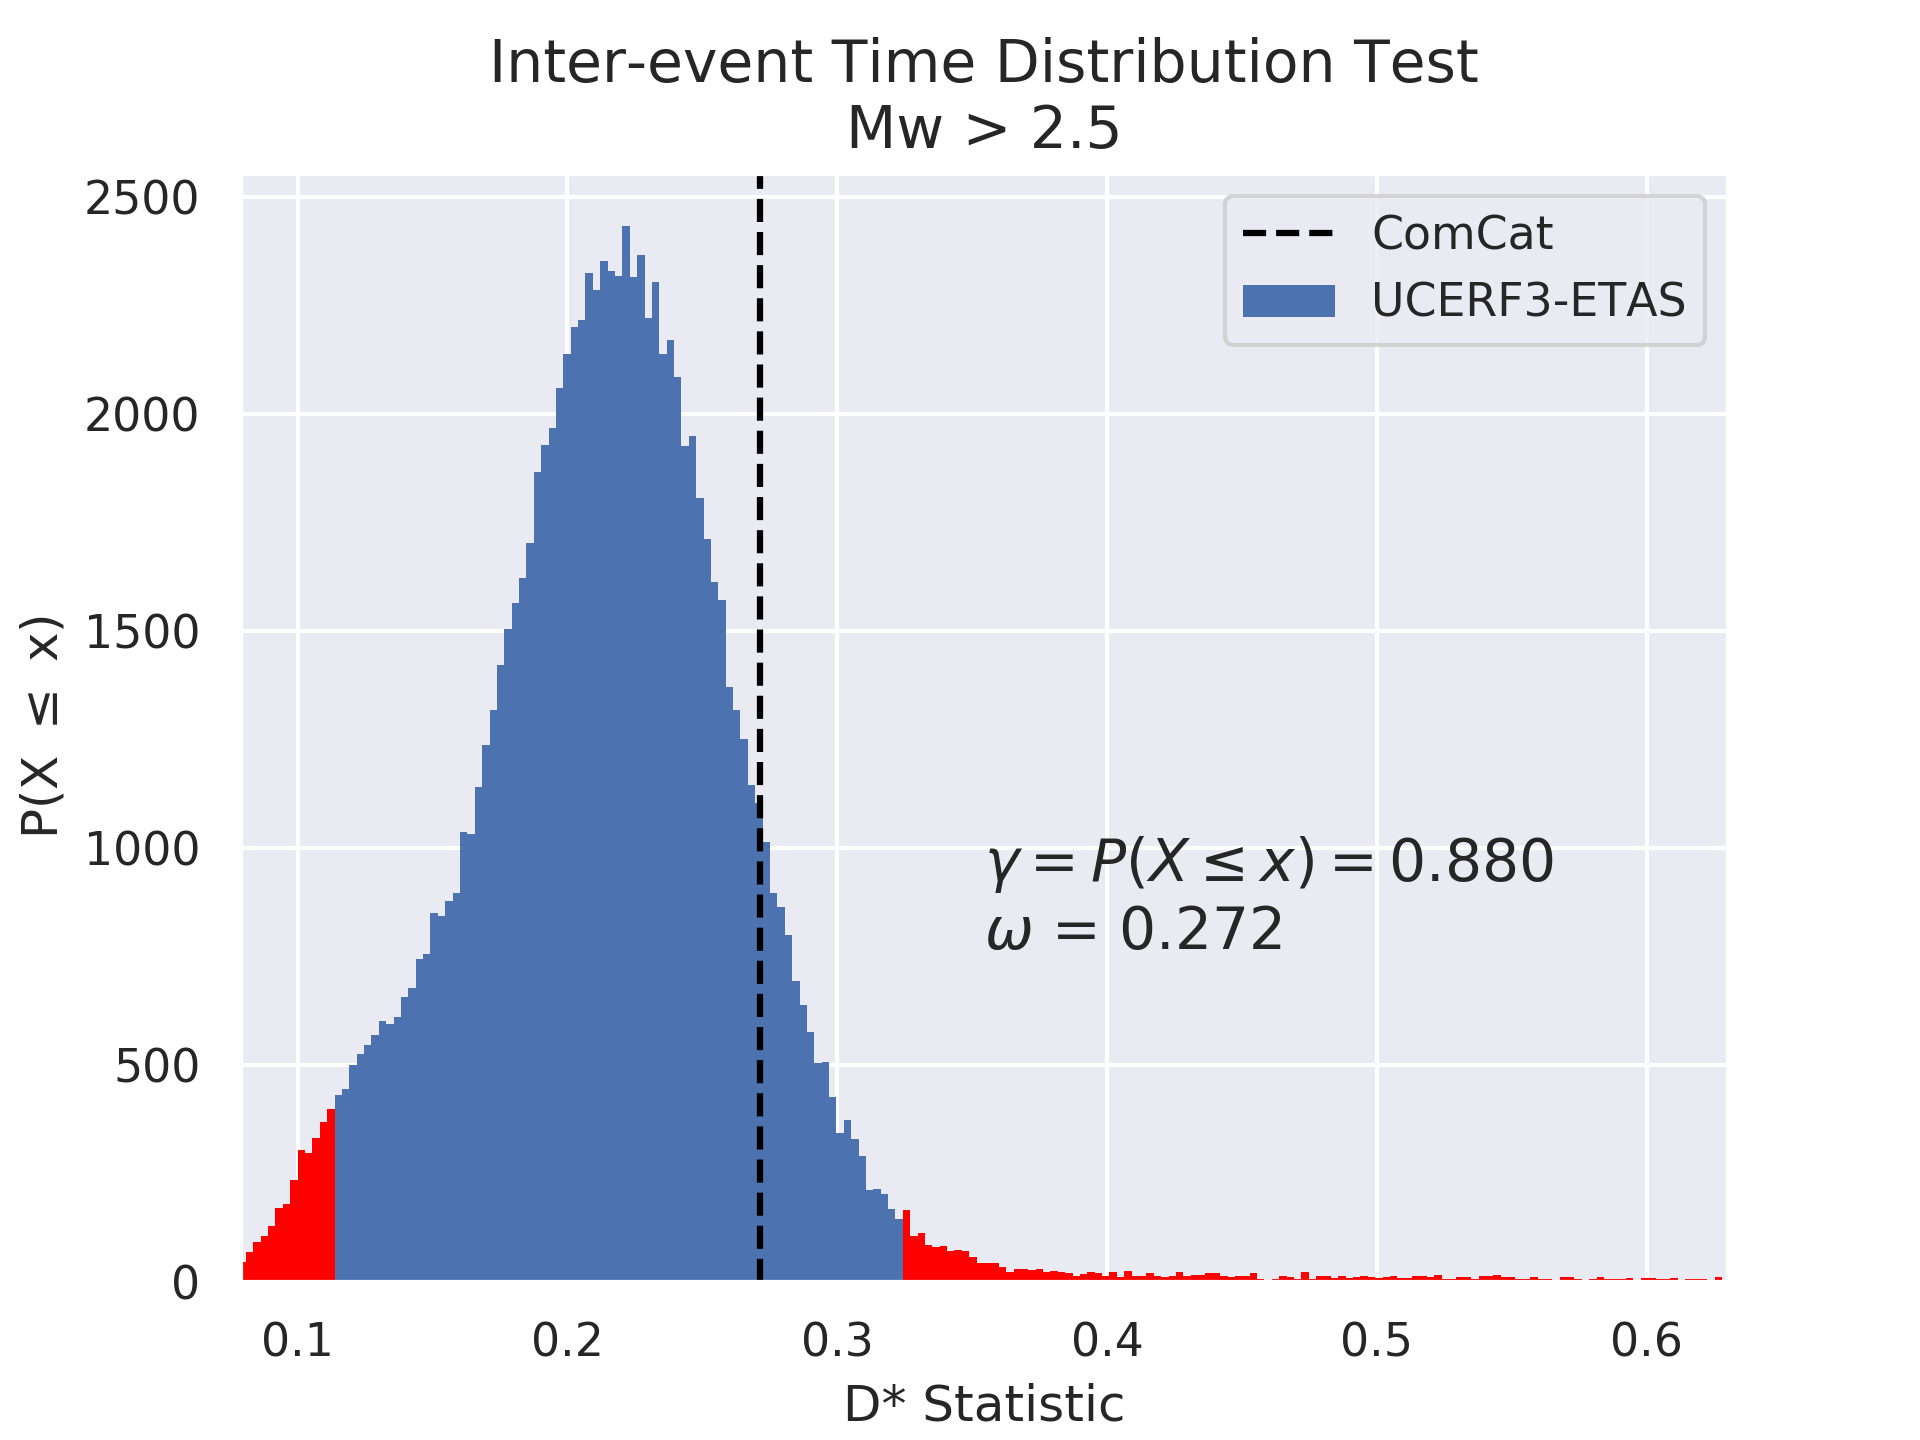 Inter-event Time Distribution Test
Mw > 2.5
P(X ≤ x)
2500
2000
1500
1000
500
0
ComCat
UCERF3-ETAS
γ = P(X ≤ x) = 0.880
ω = 0.272
0.1 0.2 0.3 0.4 0.5 0.6
D* Statistic